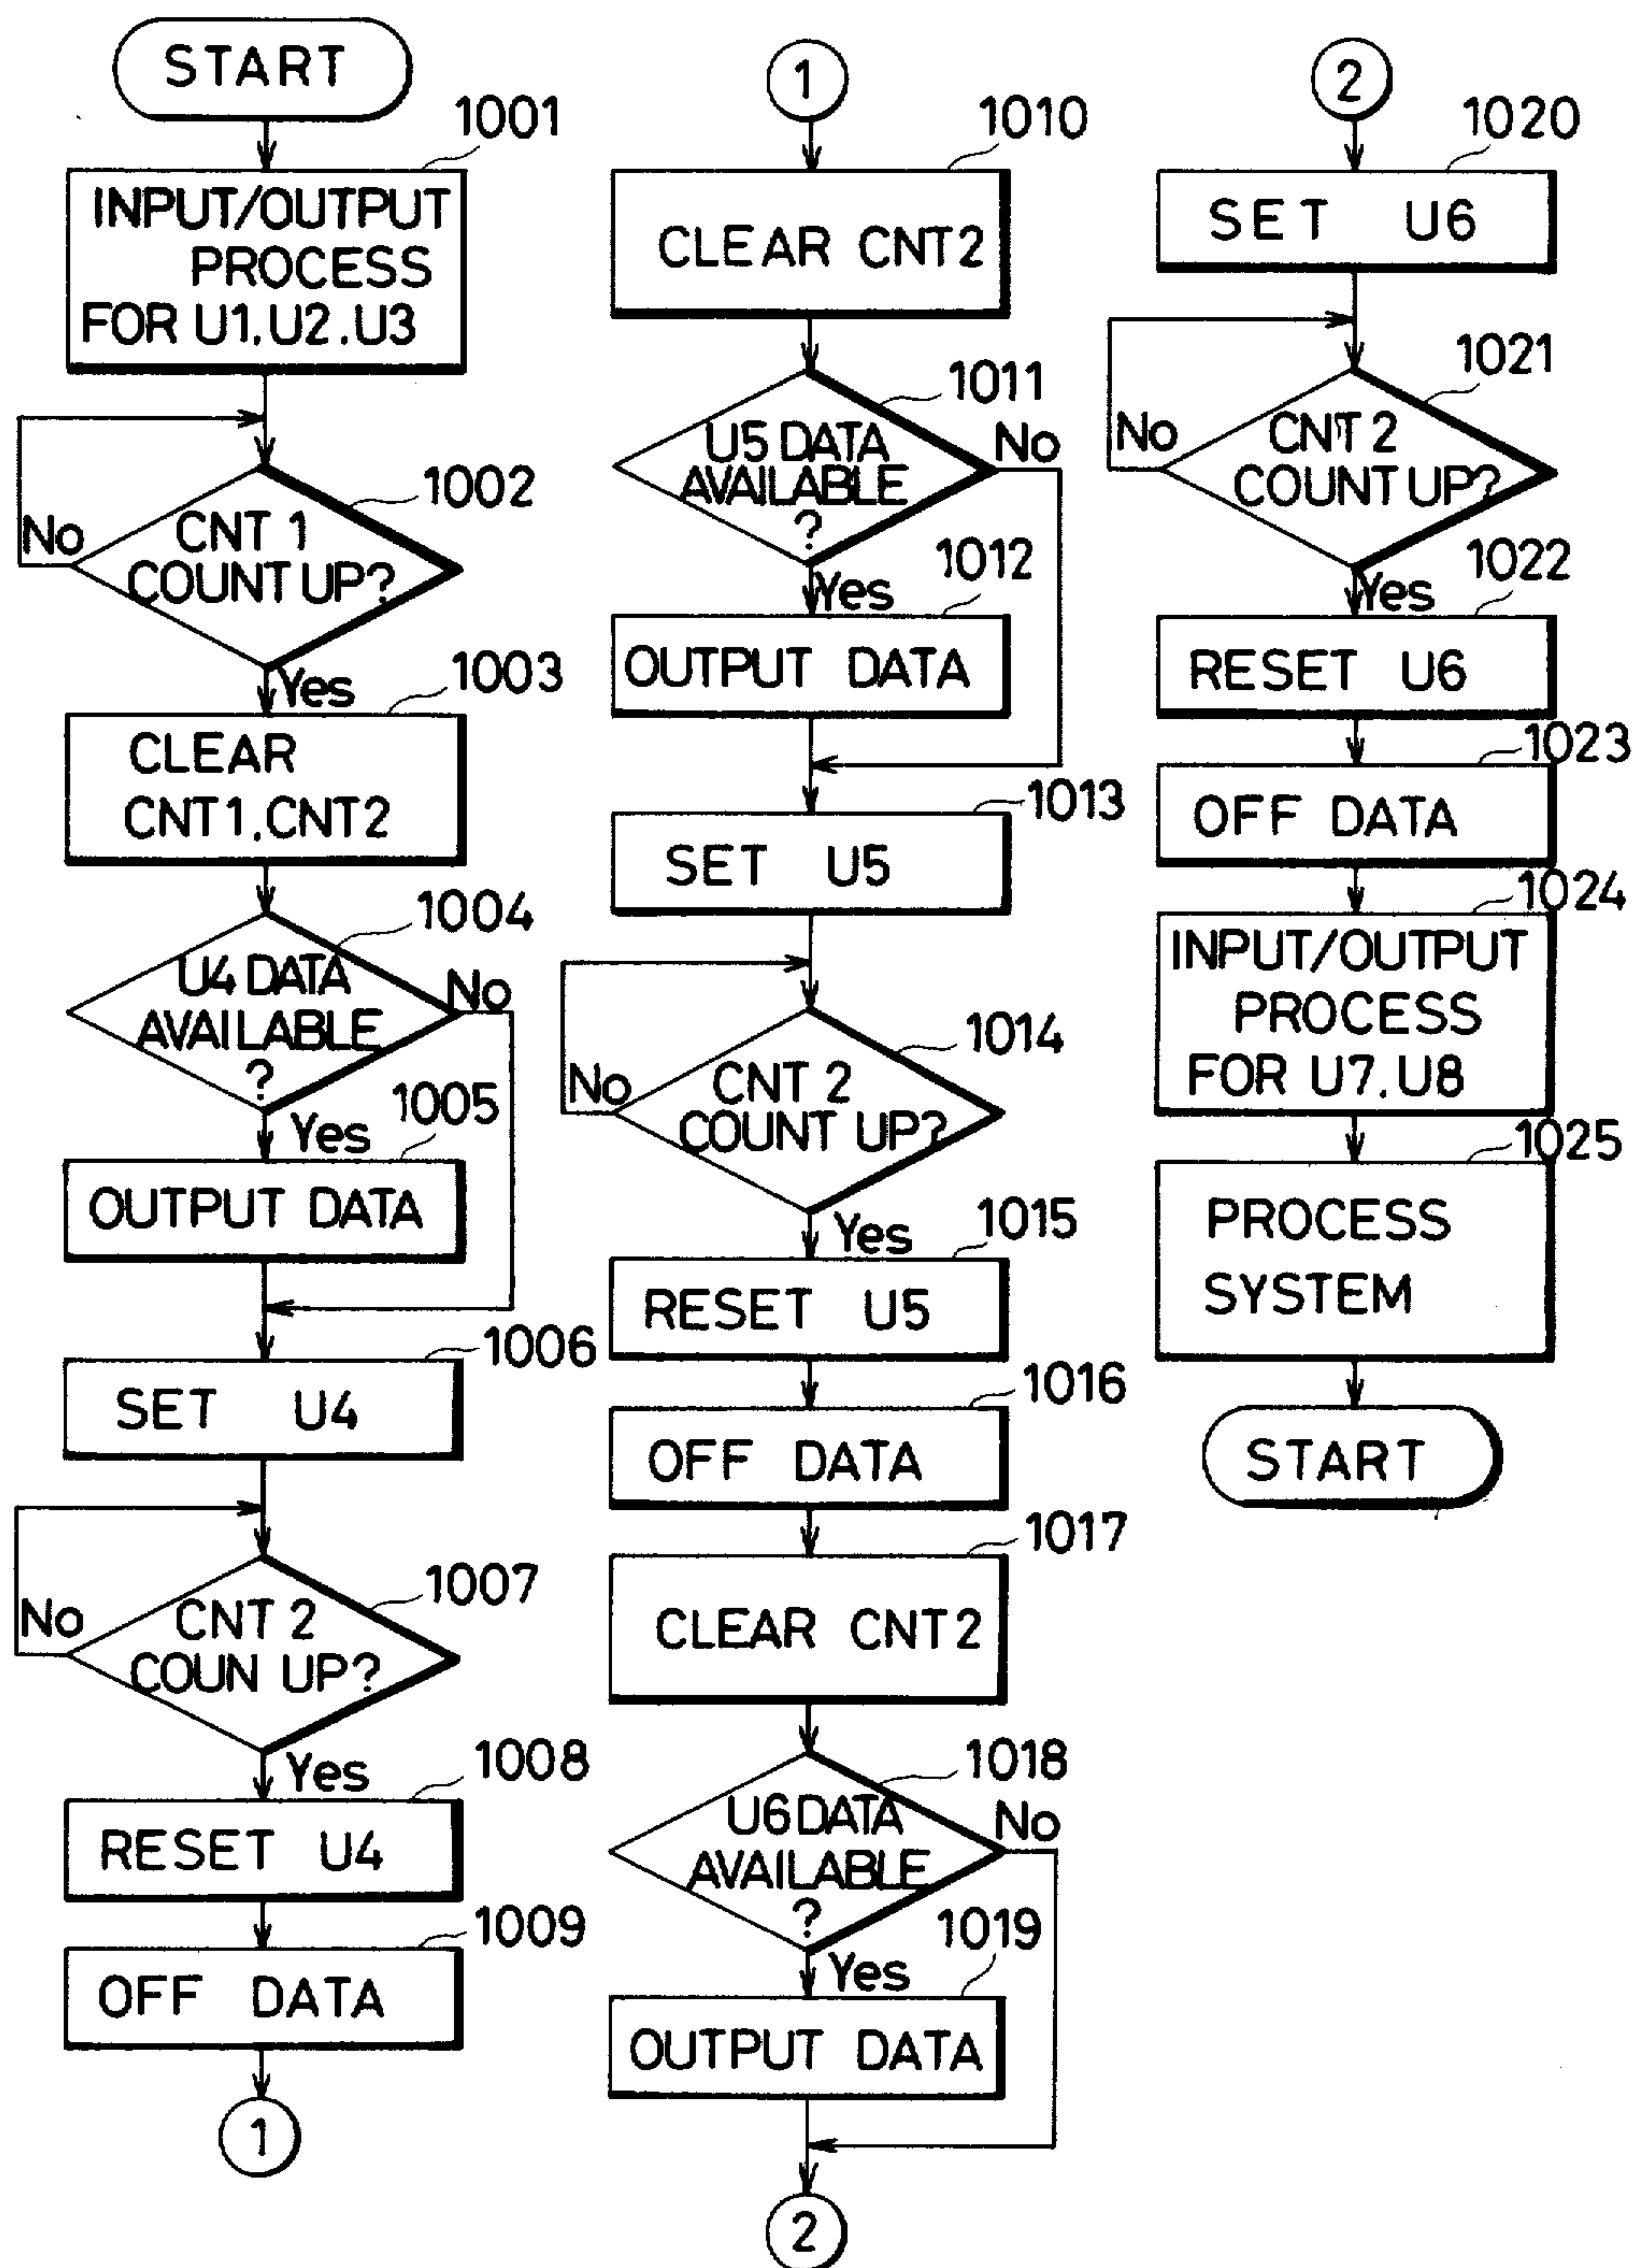 START
1001
INPUT/OUTPUT
PROCESS
FOR U1.U2.U3
1002
CNT 1
COUNT UP?
No
Yes
1003
CLEAR
CNT1.CNT2
1004
U4 DATA
AVAILABLE
?
No
Yes
1005
OUTPUT DATA
1006
SET U4
1007
CNT 2
COUN UP?
No
Yes
1008
RESET U4
1009
OFF DATA
1
1
1010
CLEAR CNT2
1011
U5 DATA
AVAILABLE
?
No
Yes
1012
OUTPUT DATA
1013
SET U5
1014
CNT 2
COUNT UP?
No
Yes
1015
RESET U5
1016
OFF DATA
1017
CLEAR CNT2
1018
U6 DATA
AVAILABLE
?
No
Yes
1019
OUTPUT DATA
2
2
1020
SET U6
1021
CNT 2
COUNT UP?
No
Yes
1022
RESET U6
1023
OFF DATA
1024
INPUT/OUTPUT
PROCESS
FOR U7.U8
1025
PROCESS
SYSTEM
START